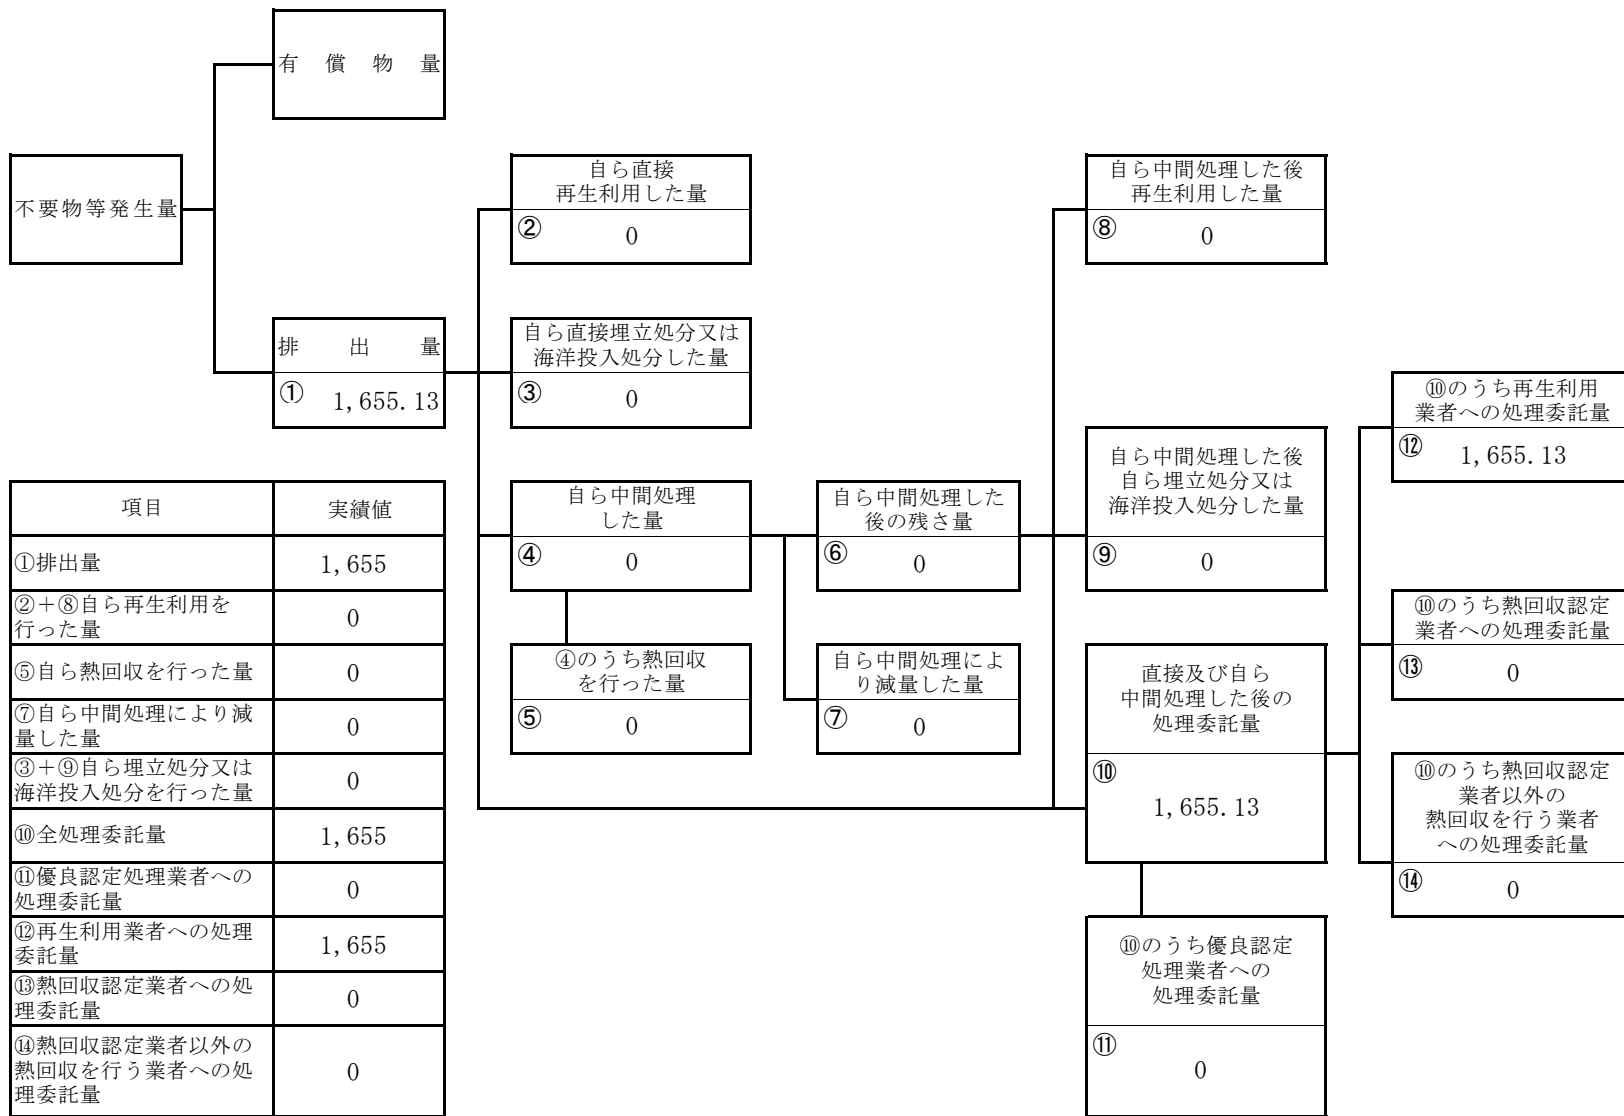 有償物量
不要物等発生量
排出量
① 1,655.13
自ら直接
再生利用した量
② 0
自ら直接埋立処分又は
海洋投入処分した量
③ 0
自ら中間処理
した量
④ 0
④のうち熱回収
を行った量
⑤ 0
自ら中間処理した
後の残さ量
⑥ 0
自ら中間処理によ
り減量した量
⑦ 0
自ら中間処理した後
再生利用した量
⑧ 0
自ら中間処理した後
自ら埋立処分又は
海洋投入処分した量
⑨ 0
直接及び自ら
中間処理した後の
処理委託量
⑩
1,655.13
⑩のうち優良認定
処理業者への
処理委託量
⑪
0
⑩のうち再生利用
業者への処理委託量
⑫ 1,655.13
⑩のうち熱回収認定
業者への処理委託量
⑬ 0
⑩のうち熱回収認定
業者以外の
熱回収を行う業者
への処理委託量
⑭ 0
項目 実績値
①排出量 1,655
②＋⑧自ら再生利用を
行った量 0
⑤自ら熱回収を行った量 0
⑦自ら中間処理により減
量した量 0
③＋⑨自ら埋立処分又は
海洋投入処分を行った量 0
⑩全処理委託量 1,655
⑪優良認定処理業者への
処理委託量 0
⑫再生利用業者への処理
委託量 1,655
⑬熱回収認定業者への処
理委託量 0
⑭熱回収認定業者以外の
熱回収を行う業者への処
理委託量 0